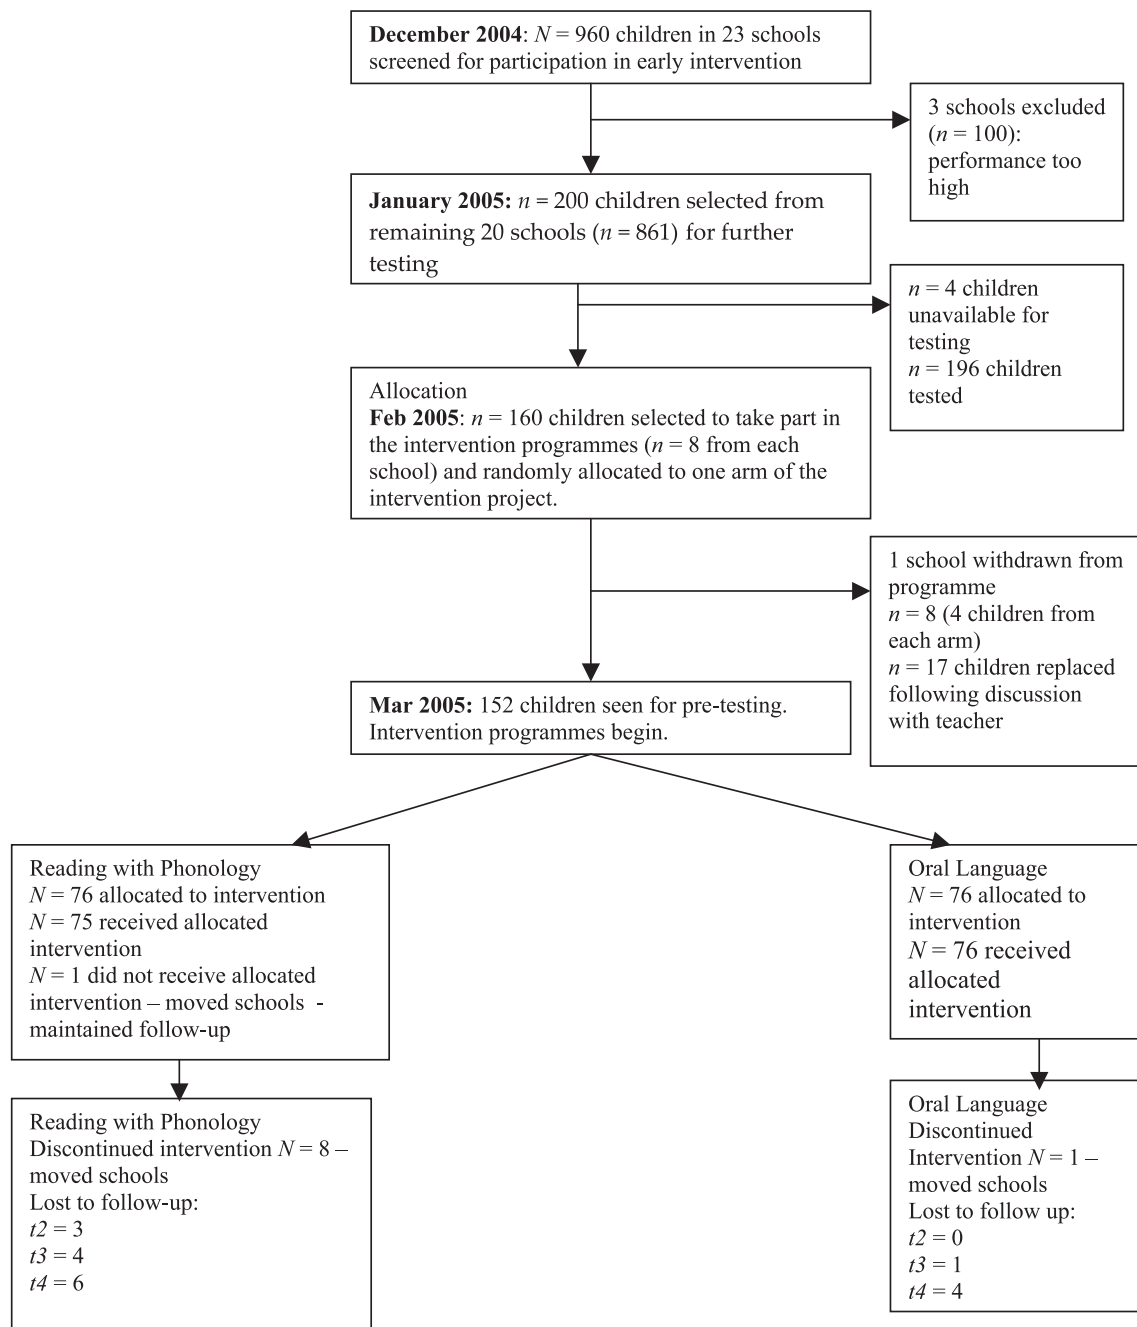 December 2004: N = 960 children in 23 schools
screened for participation in early intervention
3 schools excluded
(n = 100):
performance too
high
January 2005: n = 200 children selected from
remaining 20 schools (n = 861) for further
testing
n = 4 children
unavailable for
testing
n = 196 children
tested
Allocation
Feb 2005: n = 160 children selected to take part in
the intervention programmes (n = 8 from each
school) and randomly allocated to one arm of the
intervention project.
1 school withdrawn from
programme
n = 8 (4 children from
each arm)
n = 17 children replaced
following discussion
with teacher
Mar 2005: 152 children seen for pre-testing.
Intervention programmes begin.
Reading with Phonology
N = 76 allocated to intervention
N = 75 received allocated
intervention
N = 1 did not receive allocated
intervention – moved schools -
maintained follow-up
Oral Language
N = 76 allocated to
intervention
N = 76 received
allocated
intervention
Reading with Phonology
Discontinued intervention N = 8 –
moved schools
Lost to follow-up:
t2 = 3
t3 = 4
t4 = 6
Oral Language
Discontinued
Intervention N = 1 –
moved schools
Lost to follow up:
t2 = 0
t3 = 1
t4 = 4